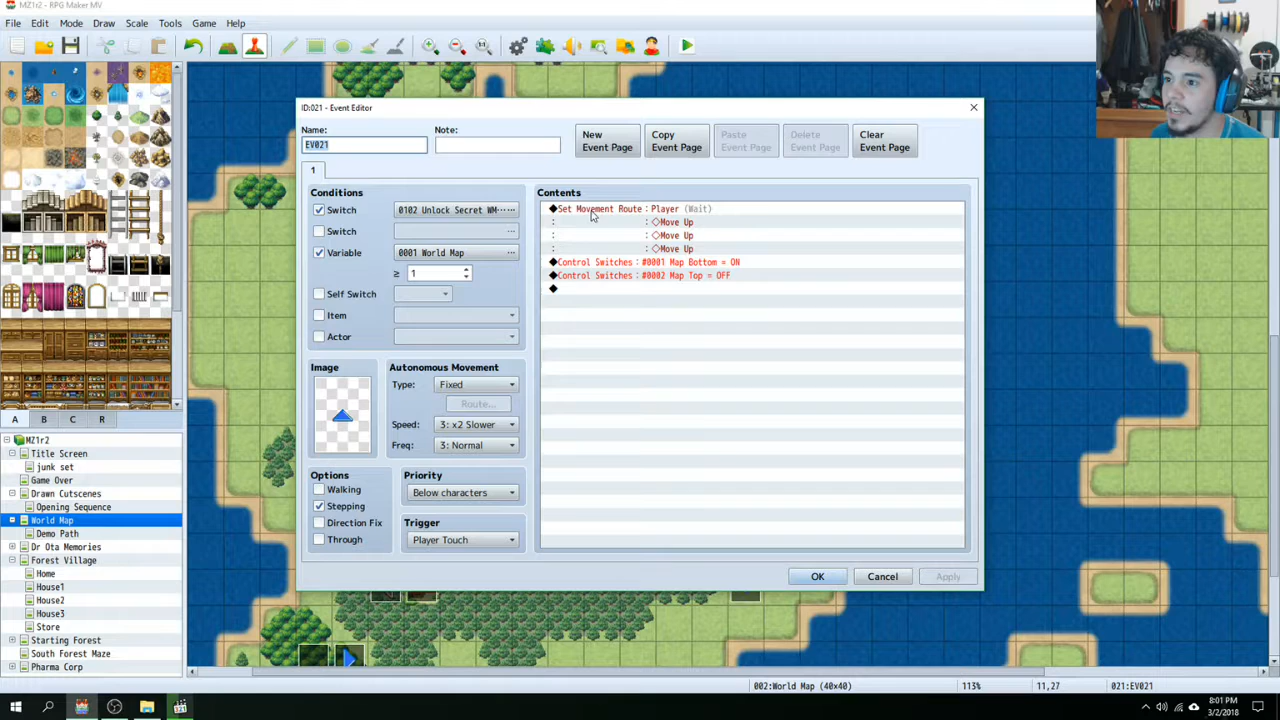 MZ1r2 - RPG Maker MV
File Edit Mode Draw Scale Tools Game Help
ID:021 - Event Editor
Name:
Note:
EV021
New
Event Page
Copy
Event Page
Paste
Event Page
Delete
Event Page
Clear
Event Page
1
Conditions
Switch 0102 Unlock Secret WM··· ...
Switch ...
Variable 0001 World Map ...
≥ 1
Self Switch
Item
Actor
Image
Autonomous Movement
Type: Fixed
Route...
Speed: 3: x2 Slower
Freq: 3: Normal
Options
Walking
Stepping
Direction Fix
Through
Priority
Below characters
Trigger
Player Touch
Contents
◆Set Movement Route：Player (Wait)
: ：◇Move Up
: ：◇Move Up
: ：◇Move Up
◆Control Switches：#0001 Map Bottom = ON
◆Control Switches：#0002 Map Top = OFF
◆
OK Cancel Apply
A B C R
MZ1r2
Title Screen
junk set
Game Over
Drawn Cutscenes
Opening Sequence
World Map
Demo Path
Dr Ota Memories
Forest Village
Home
House1
House2
House3
Store
Starting Forest
South Forest Maze
Pharma Corp
002:World Map (40x40) 113% 11,27 021:EV021
8:01 PM
3/2/2018